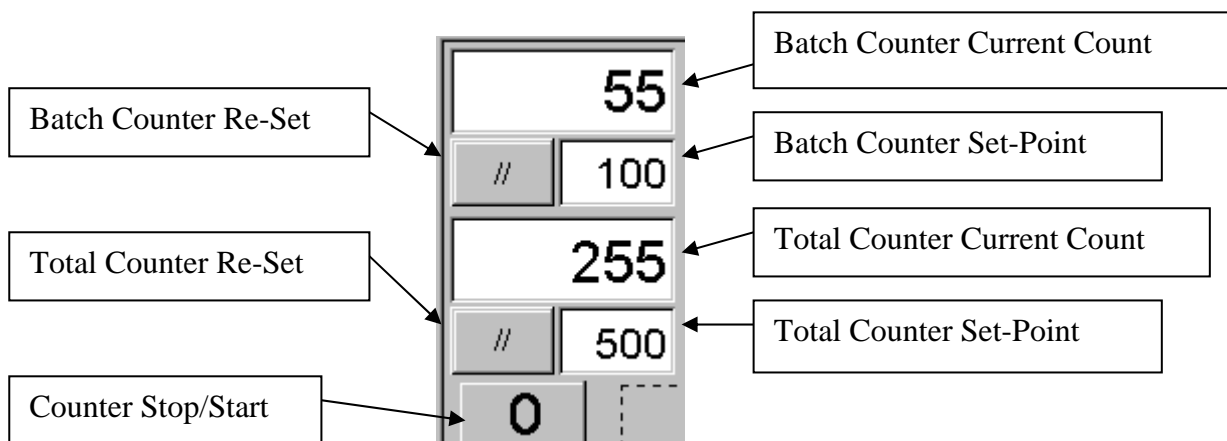 Batch Counter Current Count
55
Batch Counter Re-Set
Batch Counter Set-Point
// 100
Total Counter Current Count
255
Total Counter Re-Set
Total Counter Set-Point
// 500
Counter Stop/Start
0